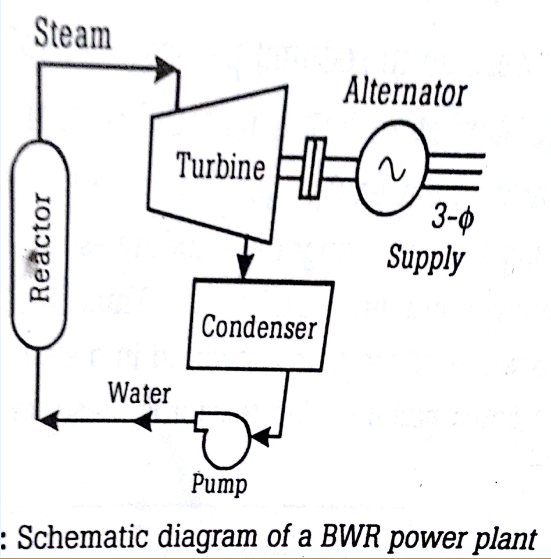 Steam
Alternator
Turbine
Reactor
3-ϕ
Supply
Condenser
Water
Pump
: Schematic diagram of a BWR power plant